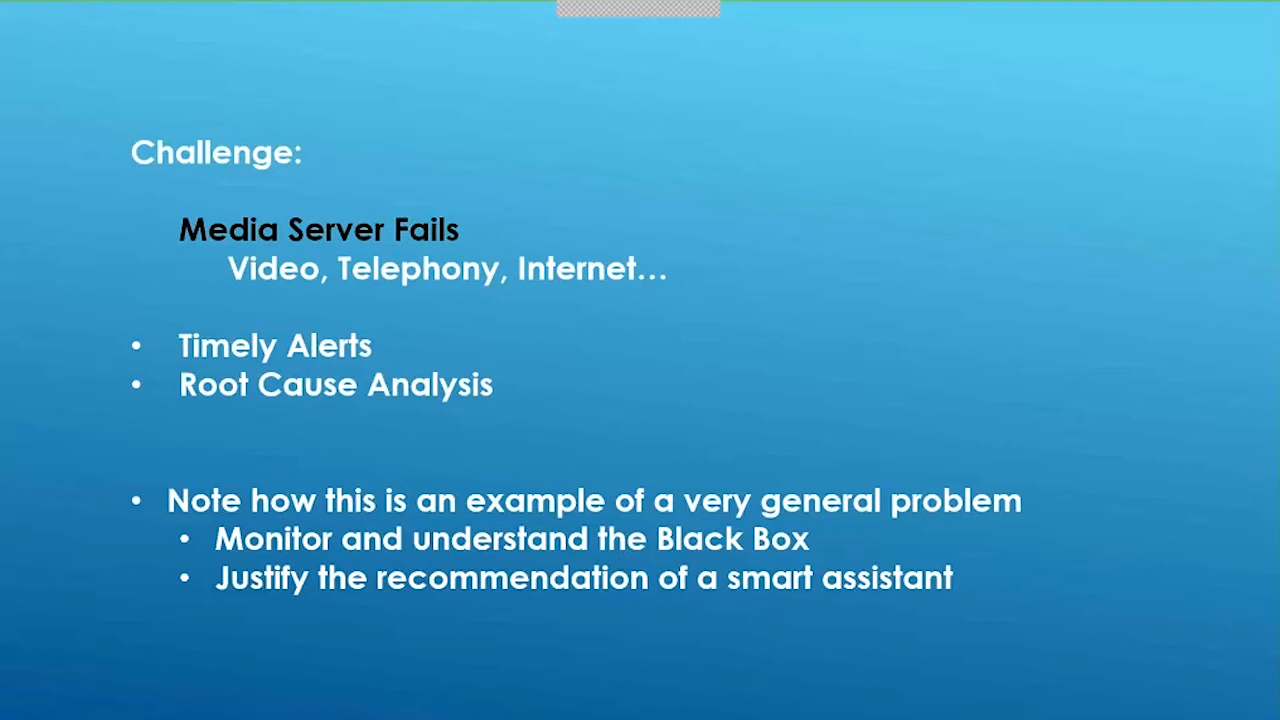 Challenge:
Media Server Fails
Video, Telephony, Internet…
• Timely Alerts
• Root Cause Analysis
• Note how this is an example of a very general problem
• Monitor and understand the Black Box
• Justify the recommendation of a smart assistant